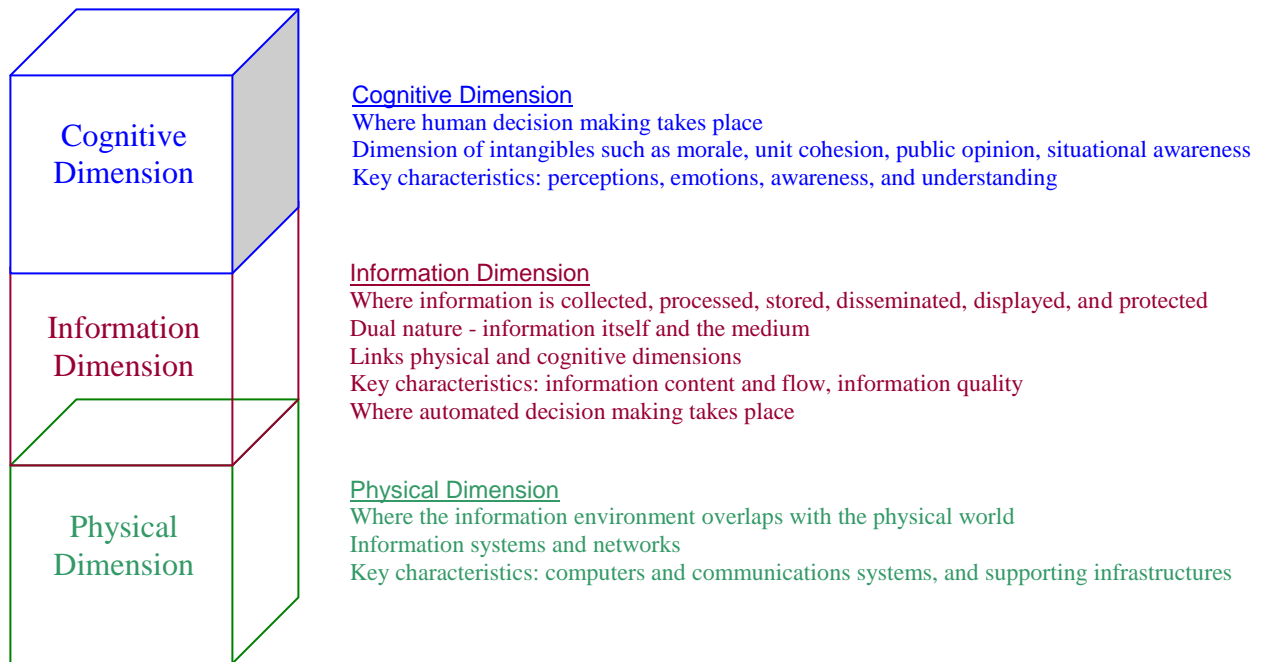 Cognitive
Dimension
Cognitive Dimension
Where human decision making takes place
Dimension of intangibles such as morale, unit cohesion, public opinion, situational awareness
Key characteristics: perceptions, emotions, awareness, and understanding
Information
Dimension
Information Dimension
Where information is collected, processed, stored, disseminated, displayed, and protected
Dual nature - information itself and the medium
Links physical and cognitive dimensions
Key characteristics: information content and flow, information quality
Where automated decision making takes place
Physical
Dimension
Physical Dimension
Where the information environment overlaps with the physical world
Information systems and networks
Key characteristics: computers and communications systems, and supporting infrastructures